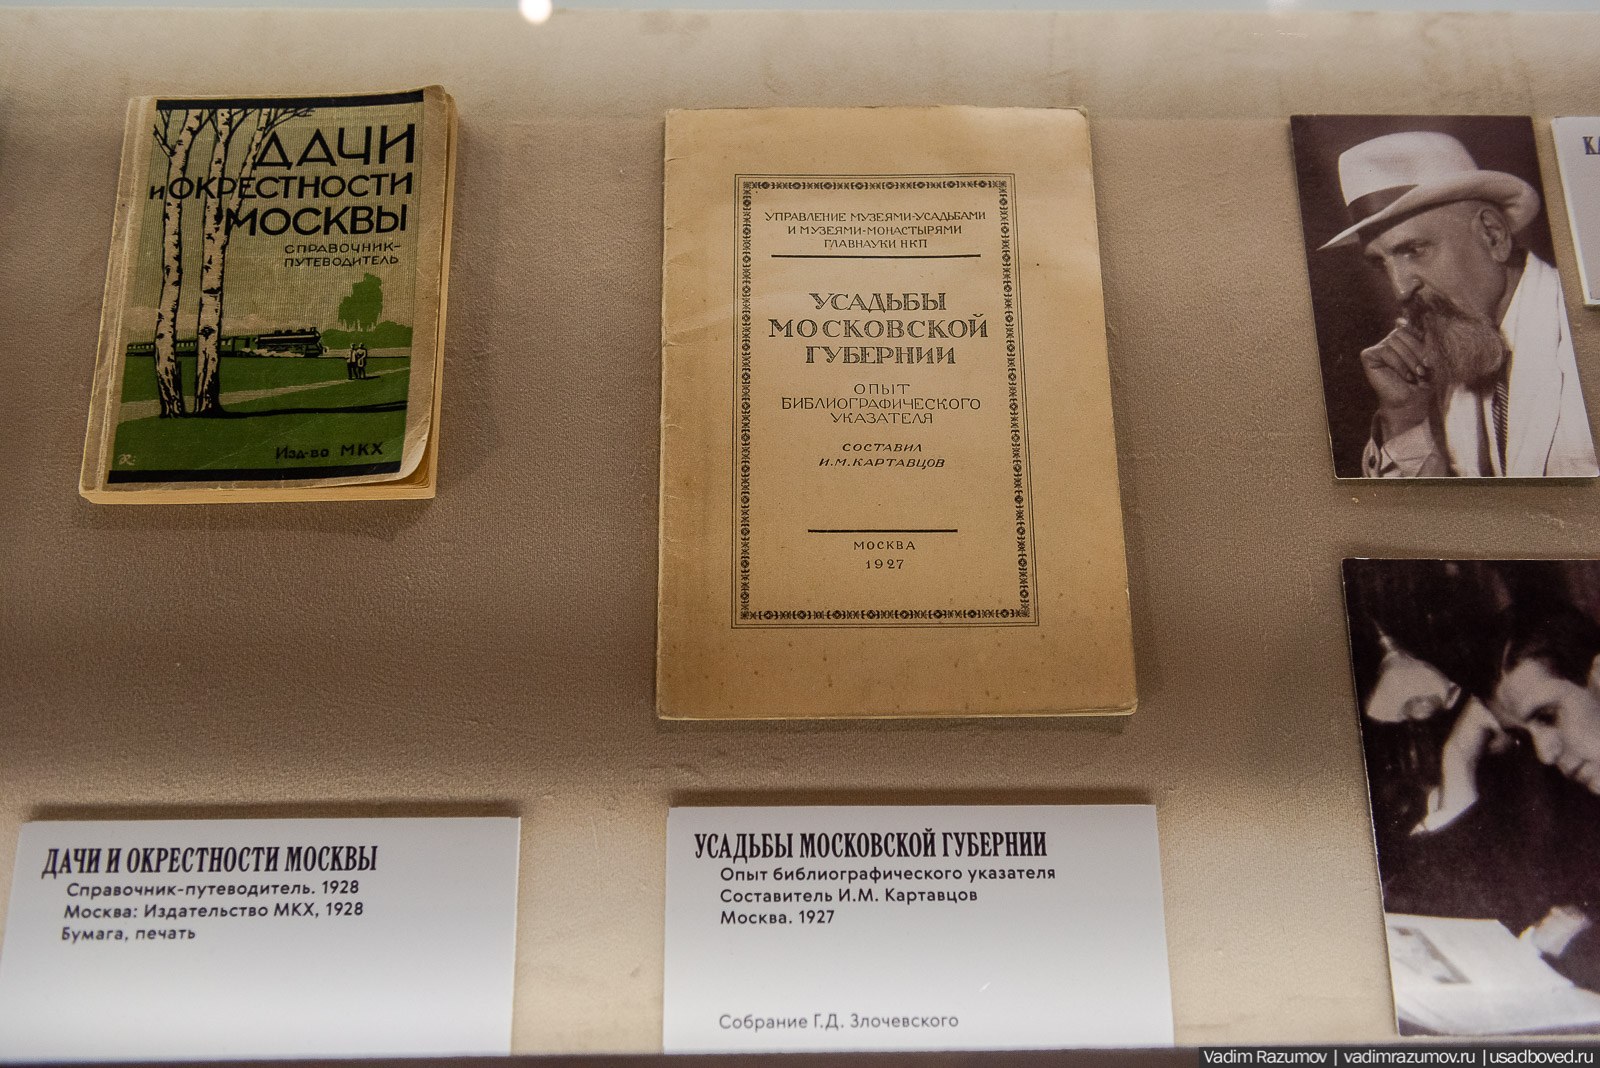 ДАЧИ
и ОКРЕСТНОСТИ
МОСКВЫ
СПРАВОЧНИК-
ПУТЕВОДИТЕЛЬ
Изд-во МКХ
УПРАВЛЕНИЕ МУЗЕЯМИ-УСАДЬБАМИ
И МУЗЕЯМИ-МОНАСТЫРЯМИ
ГЛАВНАУКИ НКП
УСАДЬБЫ
МОСКОВСКОЙ
ГУБЕРНИИ
ОПЫТ
БИБЛИОГРАФИЧЕСКОГО
УКАЗАТЕЛЯ
СОСТАВИЛ
И.М.КАРТАВЦОВ
МОСКВА
1927
ДАЧИ И ОКРЕСТНОСТИ МОСКВЫ
Справочник-путеводитель. 1928
Москва: Издательство МКХ, 1928
Бумага, печать
УСАДЬБЫ МОСКОВСКОЙ ГУБЕРНИИ
Опыт библиографического указателя
Составитель И.М. Картавцов
Москва. 1927
Собрание Г.Д. Злочевского
Vadim Razumov | vadimrazumov.ru | usadboved.ru